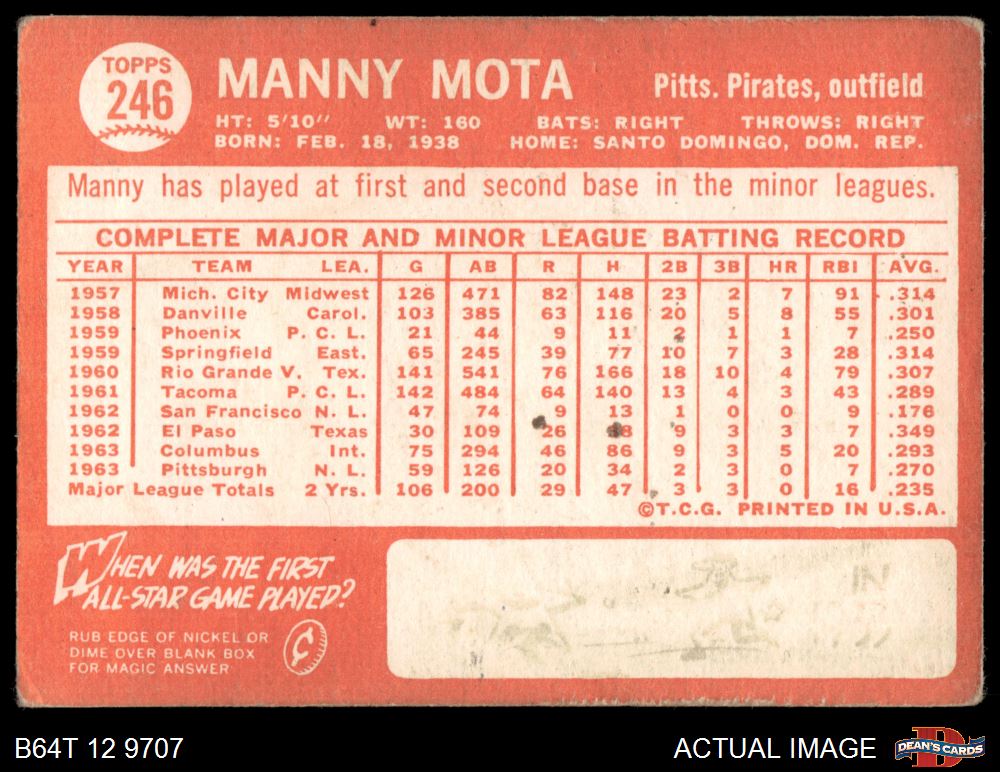 TOPPS
246
MANNY MOTA
Pitts. Pirates, outfield
HT: 5'10" WT: 160 BATS: RIGHT THROWS: RIGHT
BORN: FEB. 18, 1938 HOME: SANTO DOMINGO, DOM. REP.
Manny has played at first and second base in the minor leagues.
COMPLETE MAJOR AND MINOR LEAGUE BATTING RECORD
YEAR TEAM LEA. G AB R H 2B 3B HR RBI AVG.
1957 Mich. City Midwest 126 471 82 148 23 2 7 91 .314
1958 Danville Carol. 103 385 63 116 20 5 8 55 .301
1959 Phoenix P. C. L. 21 44 9 11 2 1 1 7 .250
1959 Springfield East. 65 245 39 77 10 7 3 28 .314
1960 Rio Grande V. Tex. 141 541 76 166 18 10 4 79 .307
1961 Tacoma P. C. L. 142 484 64 140 13 4 3 43 .289
1962 San Francisco N. L. 47 74 9 13 1 0 0 9 .176
1962 El Paso Texas 30 109 26 38 9 3 3 7 .349
1963 Columbus Int. 75 294 46 86 9 3 5 20 .293
1963 Pittsburgh N. L. 59 126 20 34 2 3 0 7 .270
Major League Totals 2 Yrs. 106 200 29 47 3 3 0 16 .235
©T.C.G. PRINTED IN U.S.A.
WHEN WAS THE FIRST
ALL-STAR GAME PLAYED?
RUB EDGE OF NICKEL OR
DIME OVER BLANK BOX
FOR MAGIC ANSWER
¢
IN
B64T 12 9707
ACTUAL IMAGE
D
DEAN'S CARDS